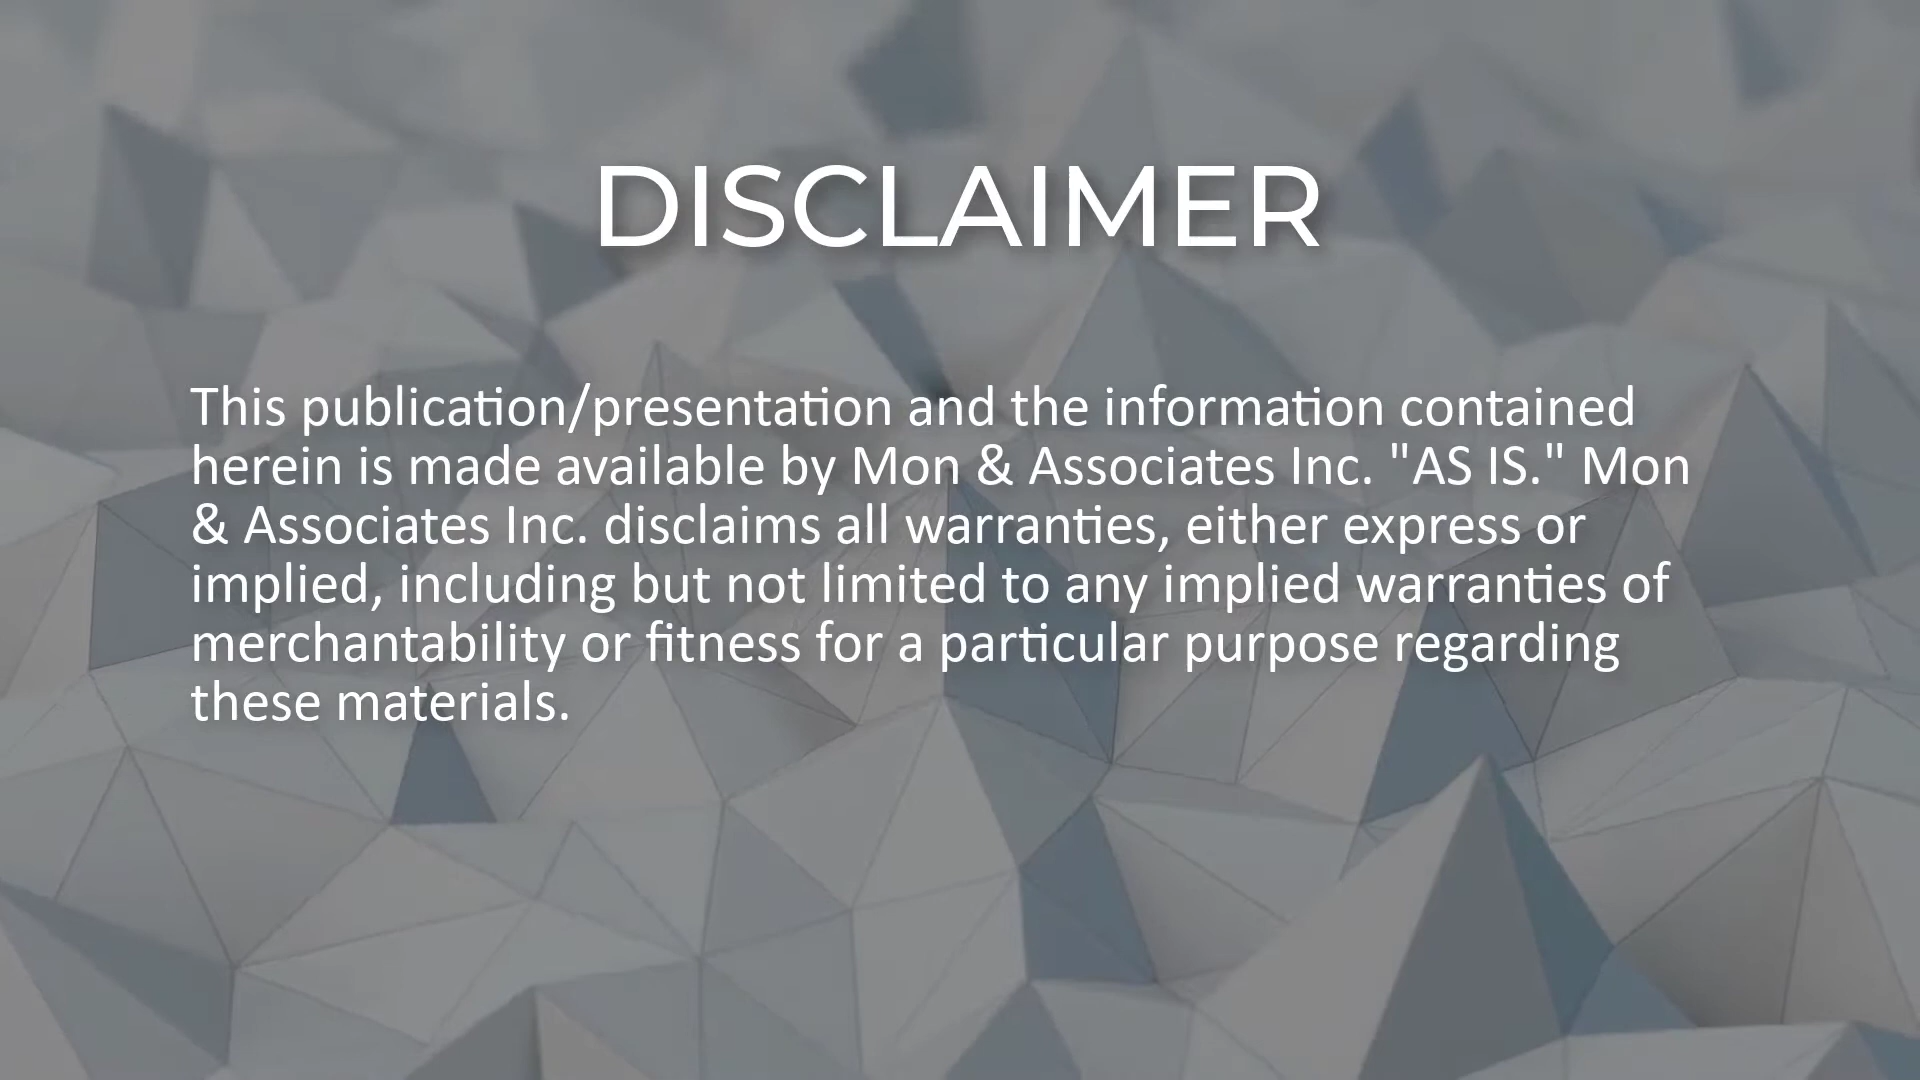 DISCLAIMER
This publication/presentation and the information contained
herein is made available by Mon & Associates Inc. "AS IS." Mon
& Associates Inc. disclaims all warranties, either express or
implied, including but not limited to any implied warranties of
merchantability or fitness for a particular purpose regarding
these materials.